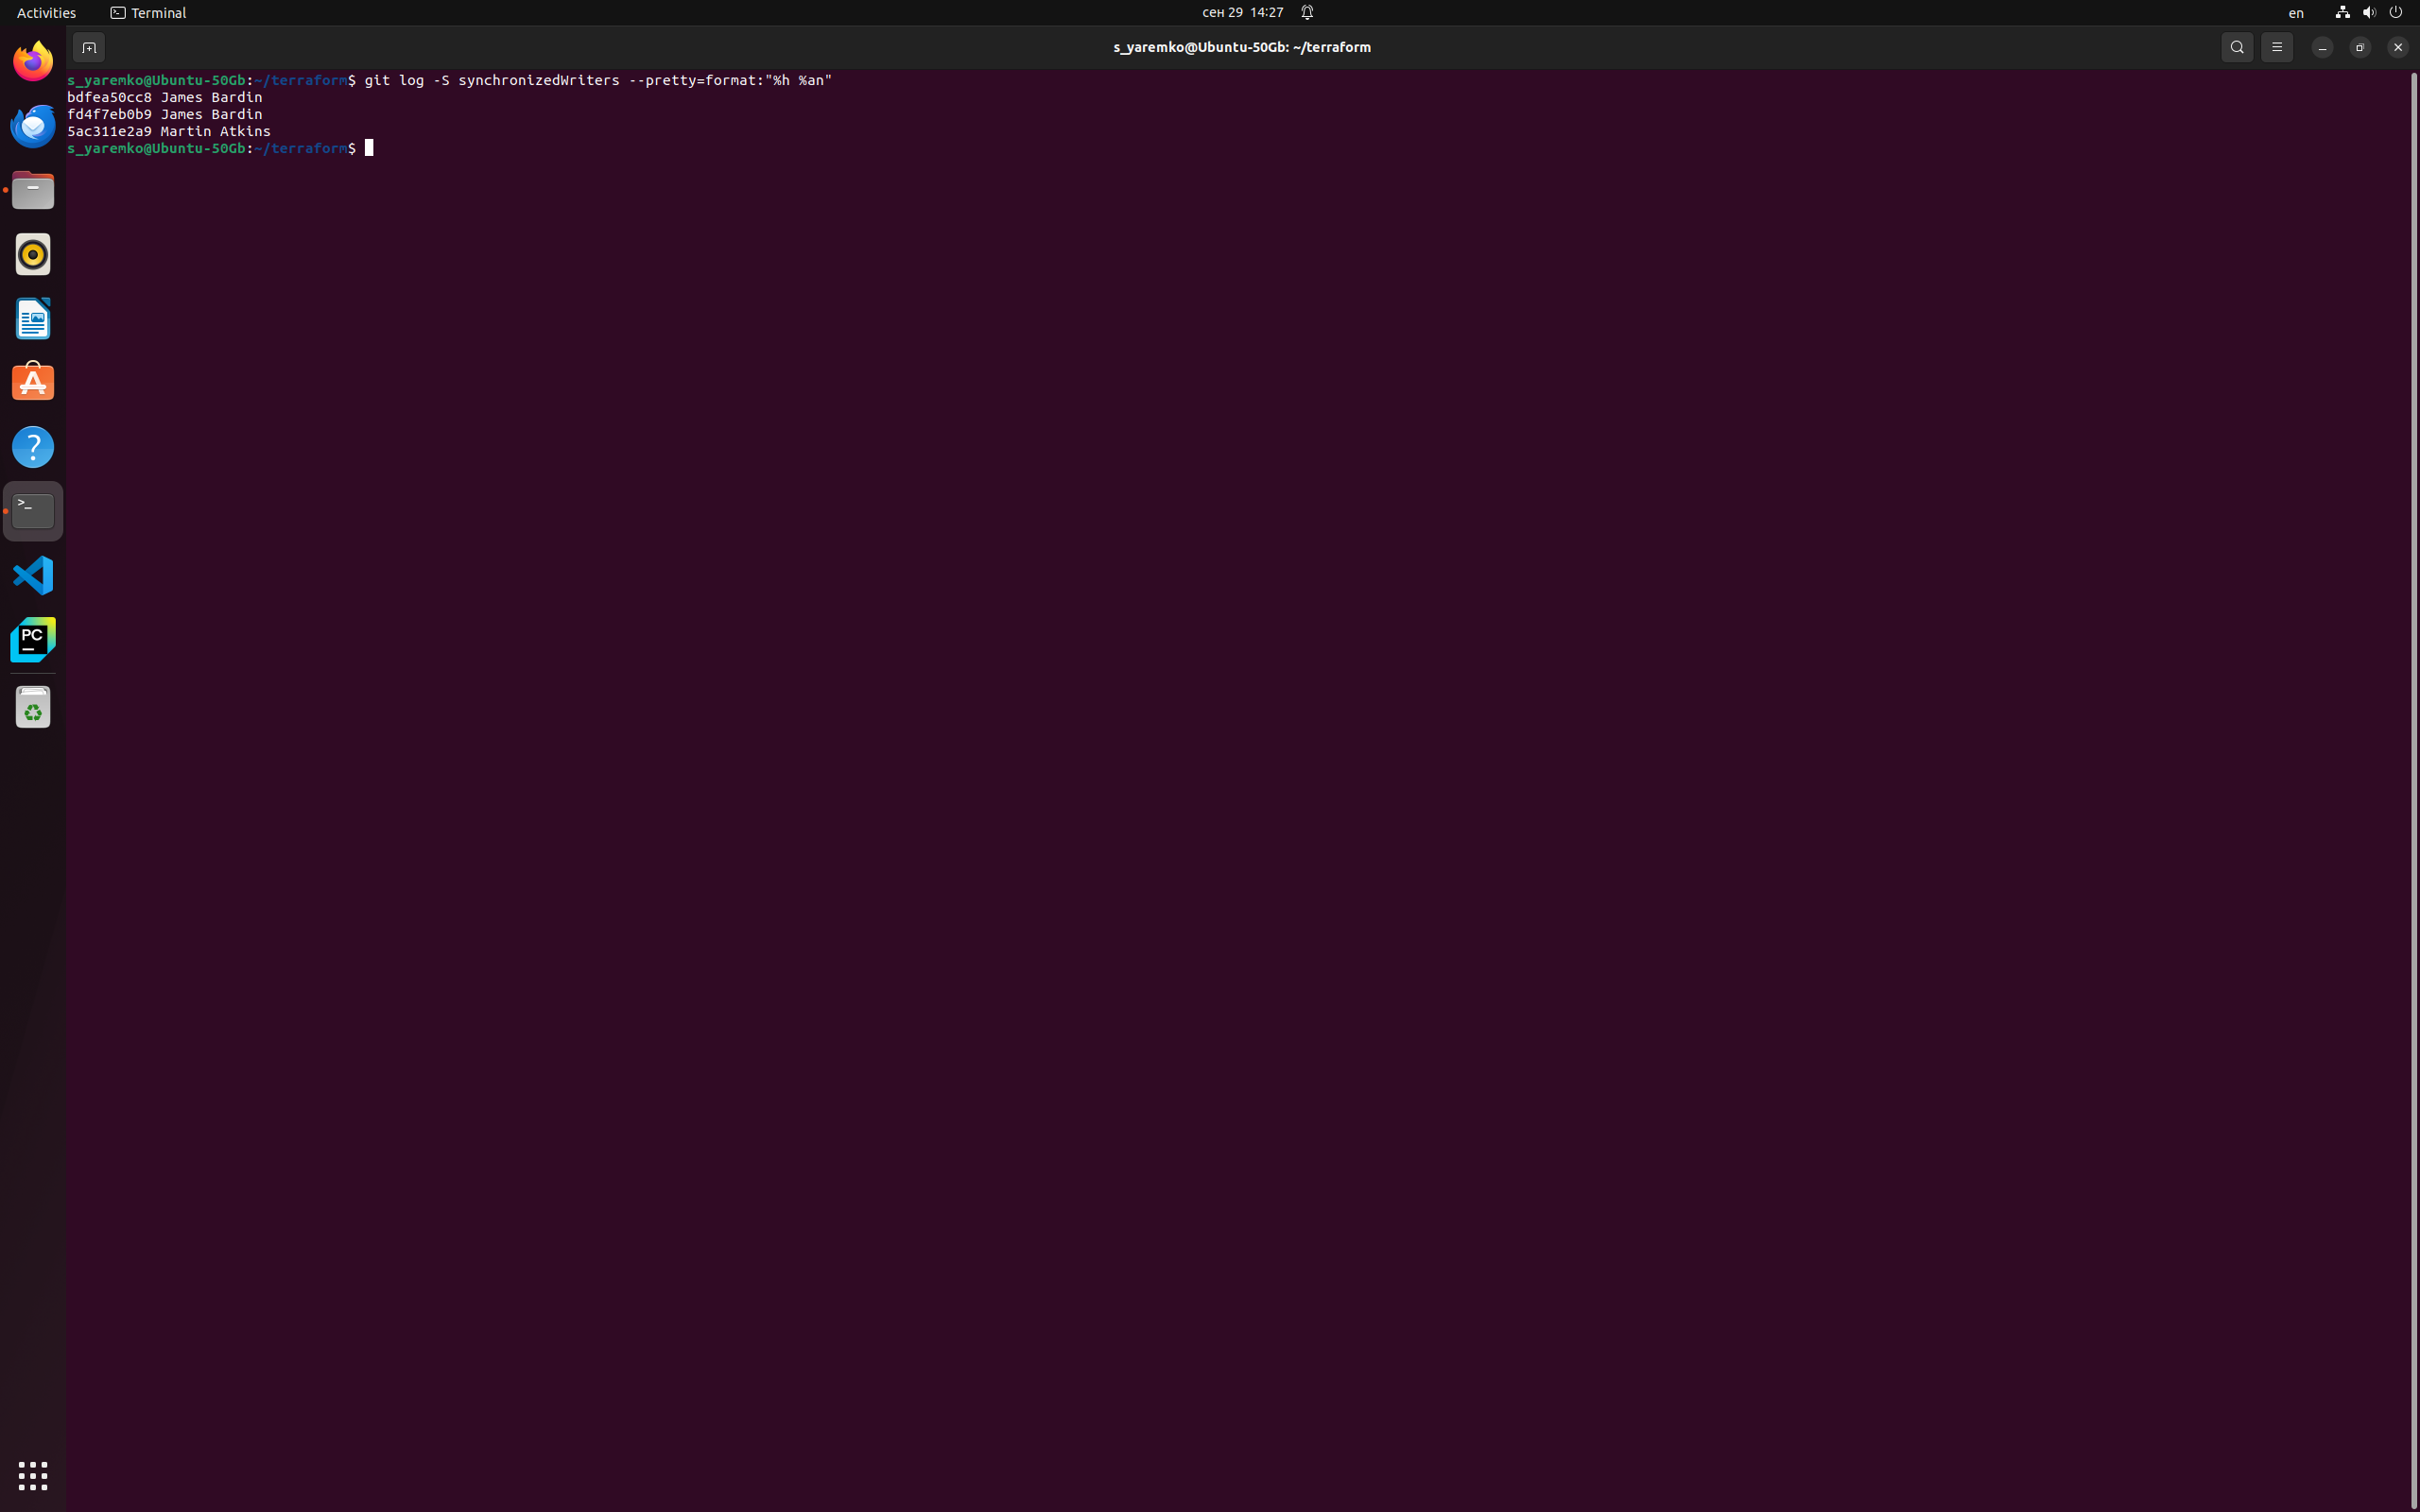 Activities Terminal сен 29 14:27 en
s_yaremko@Ubuntu-50Gb: ~/terraform
s_yaremko@Ubuntu-50Gb:~/terraform$ git log -S synchronizedWriters --pretty=format:"%h %an"
bdfea50cc8 James Bardin
fd4f7eb0b9 James Bardin
5ac311e2a9 Martin Atkins
s_yaremko@Ubuntu-50Gb:~/terraform$
A
?
>_
PC